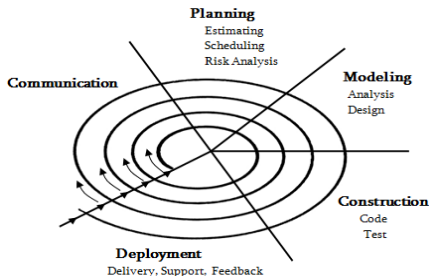 Planning
Estimating
Scheduling
Risk Analysis
Communication
Modeling
Analysis
Design
Construction
Code
Test
Deployment
Delivery, Support, Feedback